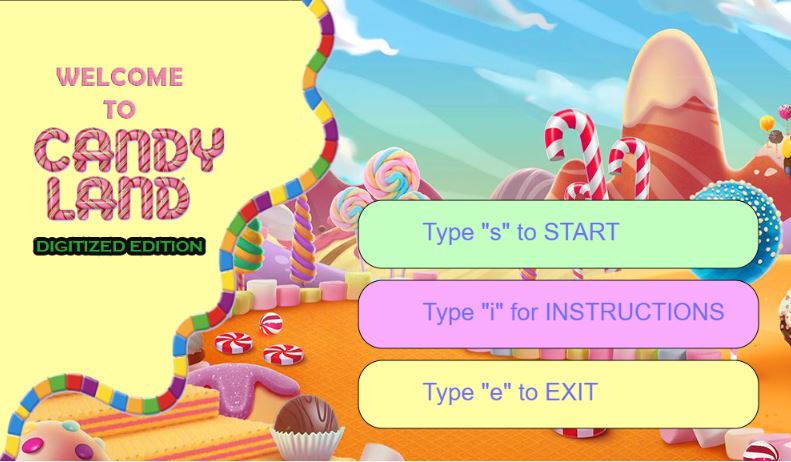 WELCOME
TO
CANDY
LAND
DIGITIZED EDITION
Type "s" to START
Type "i" for INSTRUCTIONS
Type "e" to EXIT